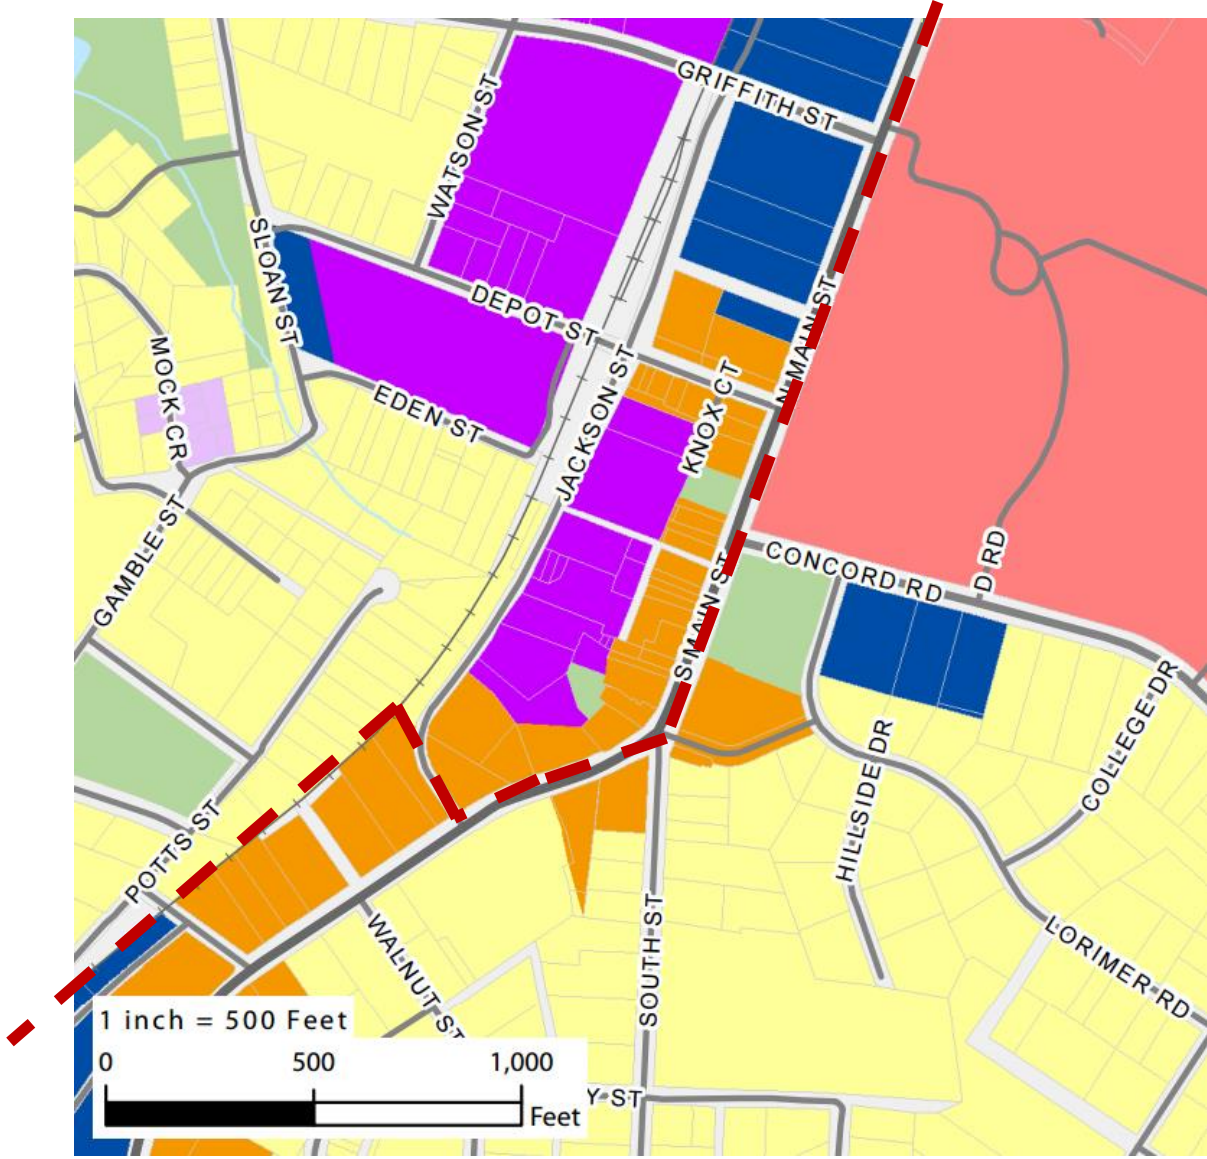 GRIFFITH ST
WATSON ST
SLOAN ST
DEPOT ST
N MAIN ST
MOCK CR
EDEN ST
JACKSON ST
KNOX CT
GAMBLE ST
CONCORD RD
D RD
S MAIN ST
COLLEGE DR
HILLSIDE DR
POTTS ST
WALNUT ST
SOUTH ST
LORIMER RD
1 inch = 500 Feet
0 500 1,000
Feet
Y ST